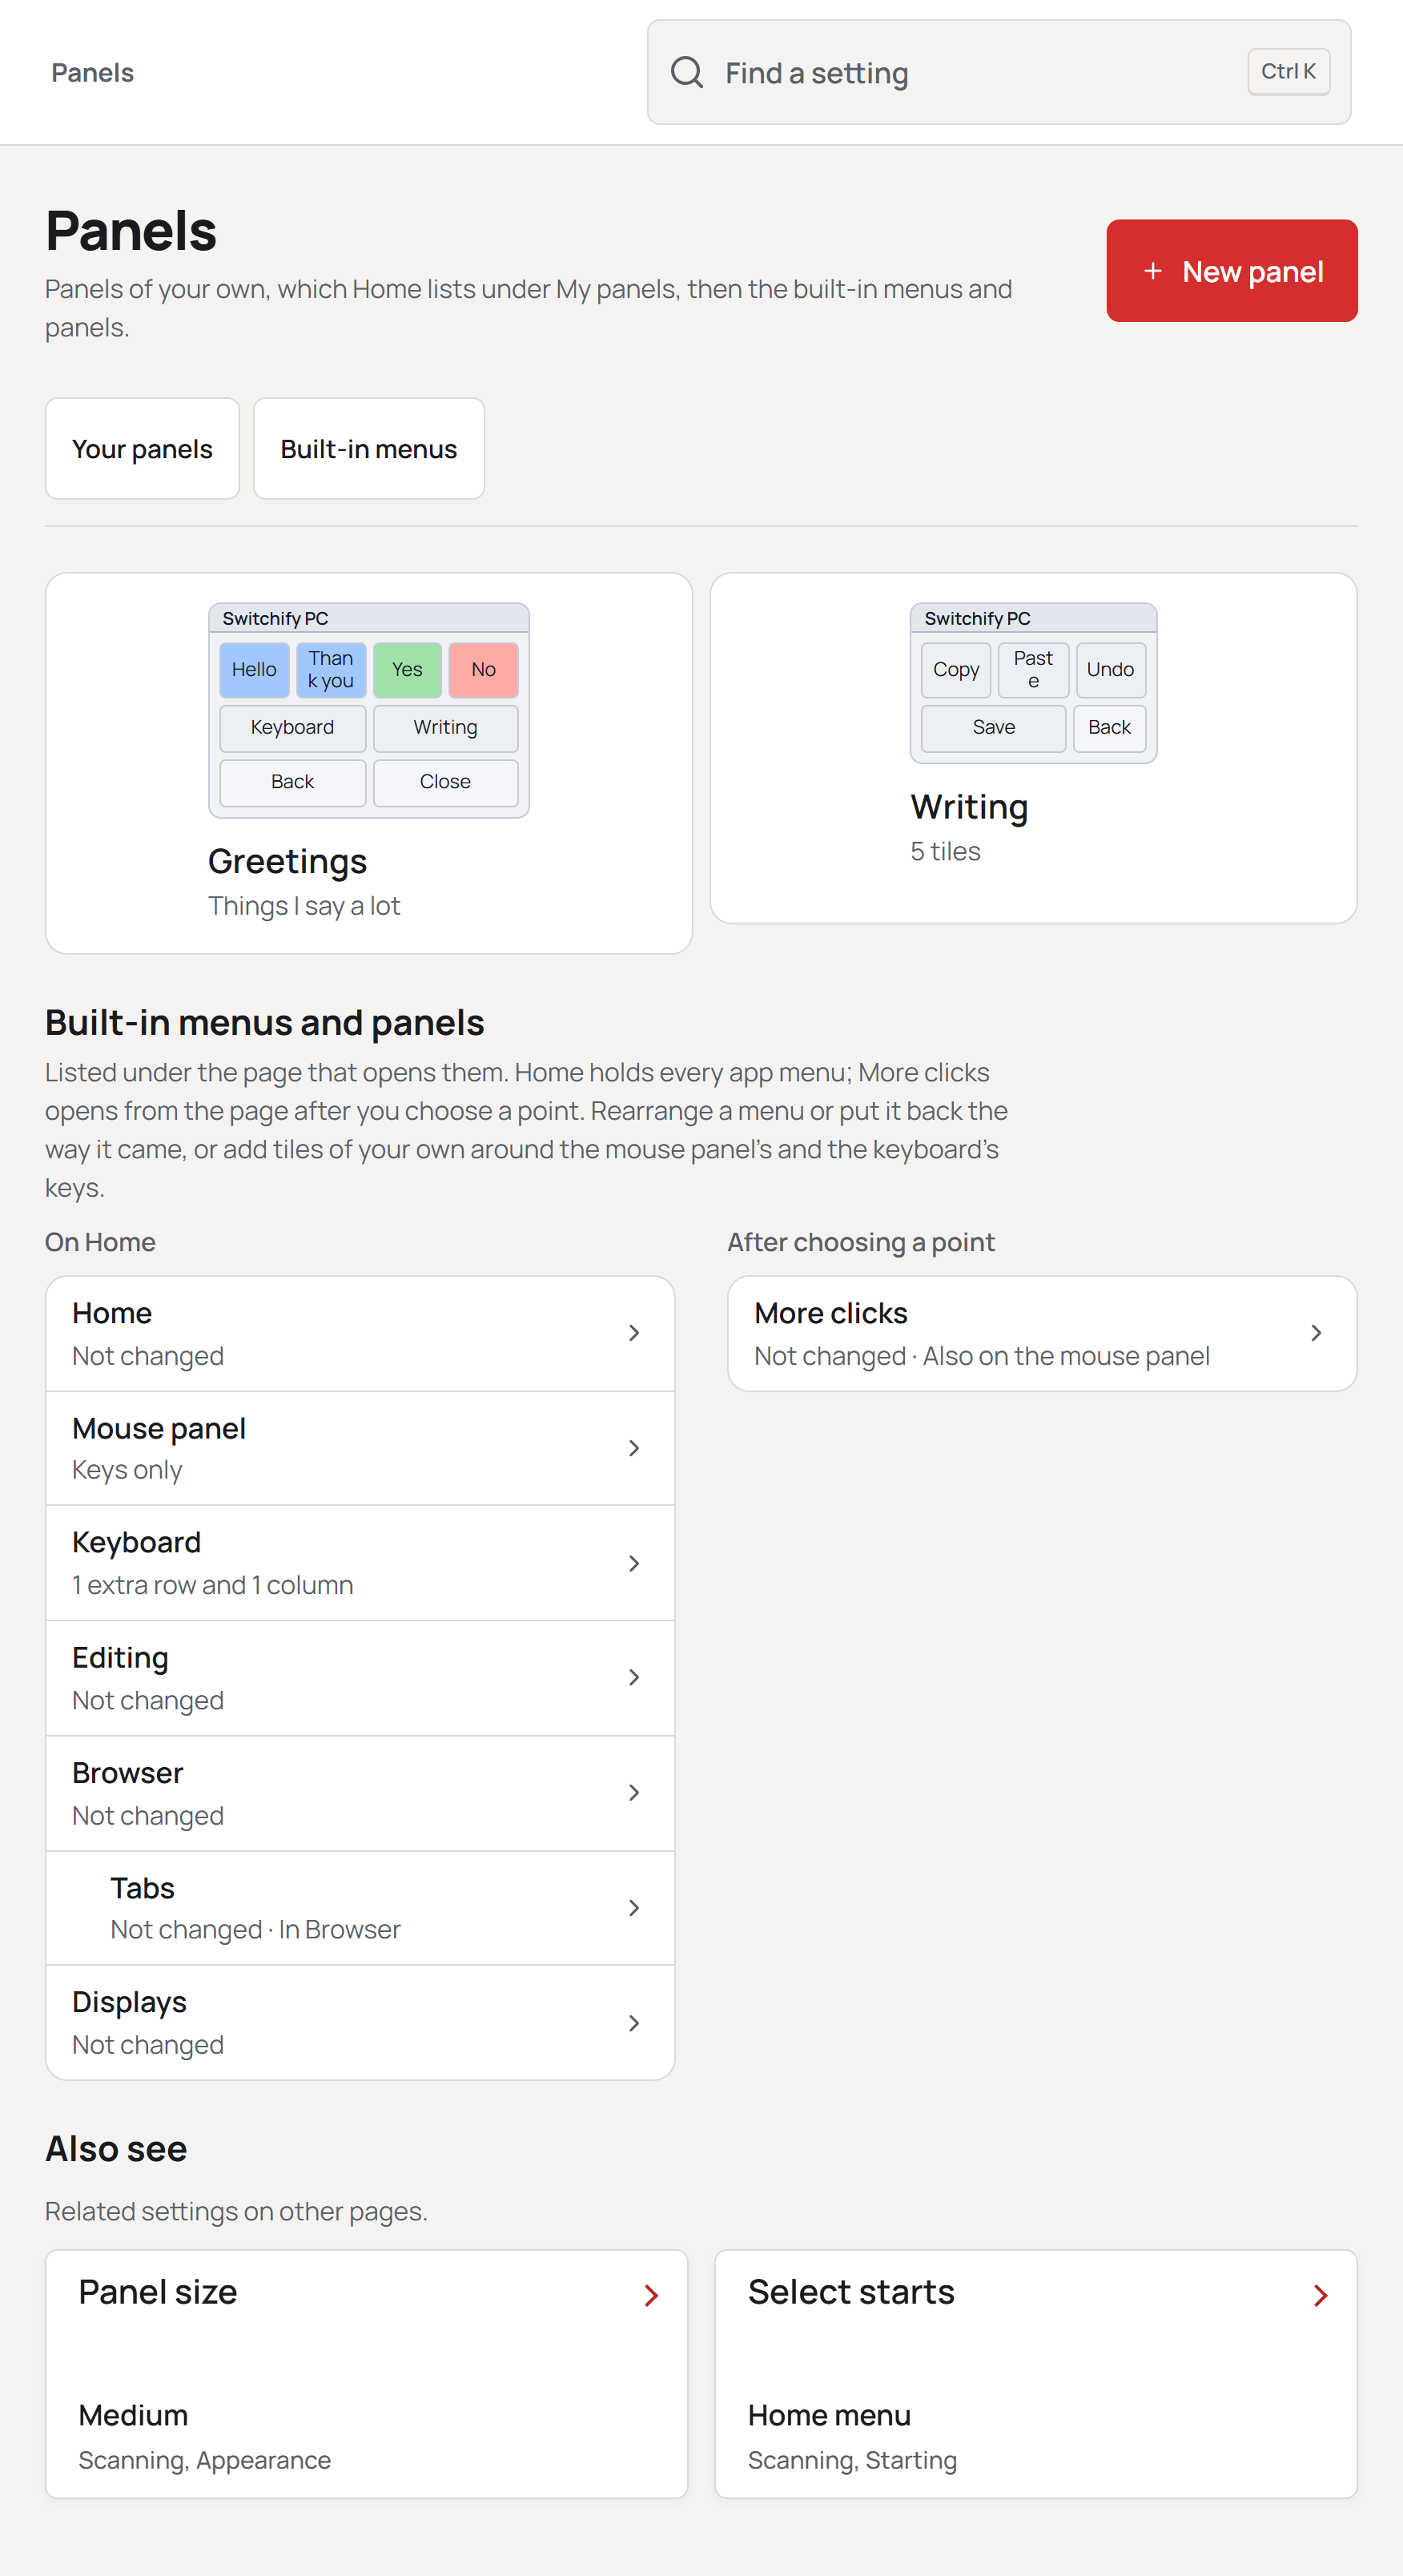 Panels
Find a setting
Ctrl K
Panels
Panels of your own, which Home lists under My panels, then the built-in menus and
panels.
+ New panel
Your panels
Built-in menus
Switchify PC
Hello
Than
k you
Yes
No
Keyboard
Writing
Back
Close
Greetings
Things I say a lot
Switchify PC
Copy
Past
e
Undo
Save
Back
Writing
5 tiles
Built-in menus and panels
Listed under the page that opens them. Home holds every app menu; More clicks
opens from the page after you choose a point. Rearrange a menu or put it back the
way it came, or add tiles of your own around the mouse panel’s and the keyboard’s
keys.
On Home
Home
Not changed
Mouse panel
Keys only
Keyboard
1 extra row and 1 column
Editing
Not changed
Browser
Not changed
Tabs
Not changed · In Browser
Displays
Not changed
After choosing a point
More clicks
Not changed · Also on the mouse panel
Also see
Related settings on other pages.
Panel size
Medium
Scanning, Appearance
Select starts
Home menu
Scanning, Starting